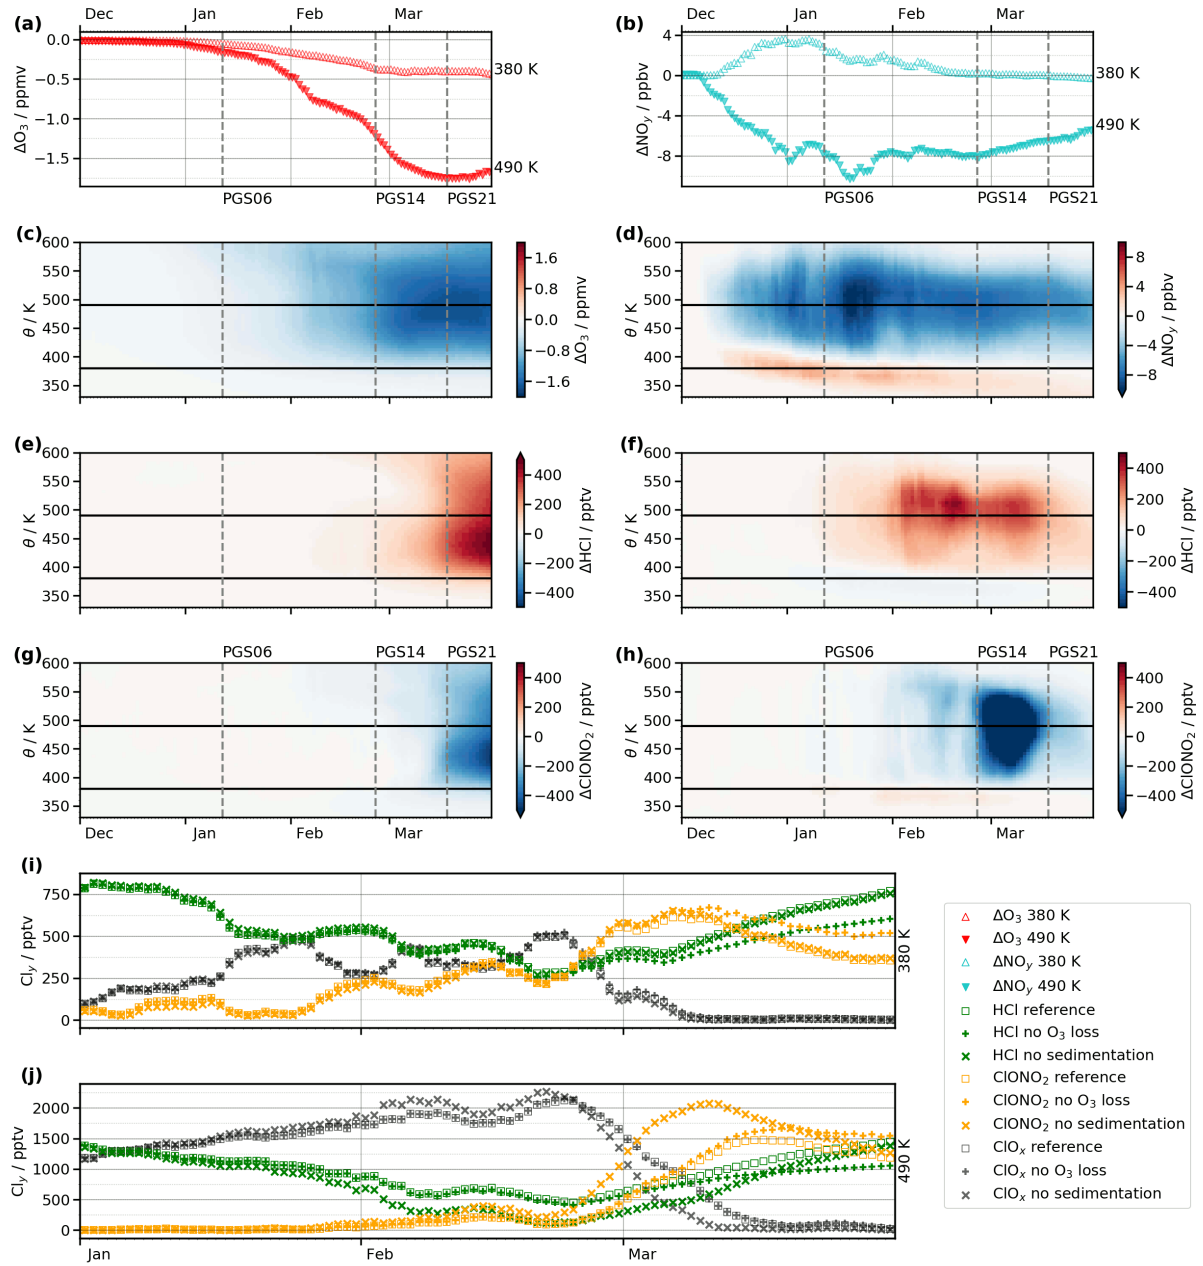 (a)
Dec Jan Feb Mar
0.0
−0.5
−1.0
−1.5
ΔO₃ / ppmv
380 K
490 K
PGS06 PGS14 PGS21
(b)
Dec Jan Feb Mar
4
0
−4
−8
ΔNOᵧ / ppbv
380 K
490 K
PGS06 PGS14 PGS21
(c)
600
550
500
450
400
350
θ / K
1.6
0.8
0.0
−0.8
−1.6
ΔO₃ / ppmv
(d)
600
550
500
450
400
350
θ / K
8
4
0
−4
−8
ΔNOᵧ / ppbv
(e)
600
550
500
450
400
350
θ / K
400
200
0
−200
−400
ΔHCl / pptv
(f)
600
550
500
450
400
350
θ / K
400
200
0
−200
−400
ΔHCl / pptv
(g)
PGS06 PGS14 PGS21
600
550
500
450
400
350
θ / K
Dec Jan Feb Mar
400
200
0
−200
−400
ΔClONO₂ / pptv
(h)
PGS06 PGS14 PGS21
600
550
500
450
400
350
θ / K
Dec Jan Feb Mar
400
200
0
−200
−400
ΔClONO₂ / pptv
(i)
750
500
250
0
Clᵧ / pptv
380 K
(j)
2000
1500
1000
500
0
Clᵧ / pptv
490 K
Jan Feb Mar
ΔO₃ 380 K
ΔO₃ 490 K
ΔNOᵧ 380 K
ΔNOᵧ 490 K
HCl reference
HCl no O₃ loss
HCl no sedimentation
ClONO₂ reference
ClONO₂ no O₃ loss
ClONO₂ no sedimentation
ClOₓ reference
ClOₓ no O₃ loss
ClOₓ no sedimentation